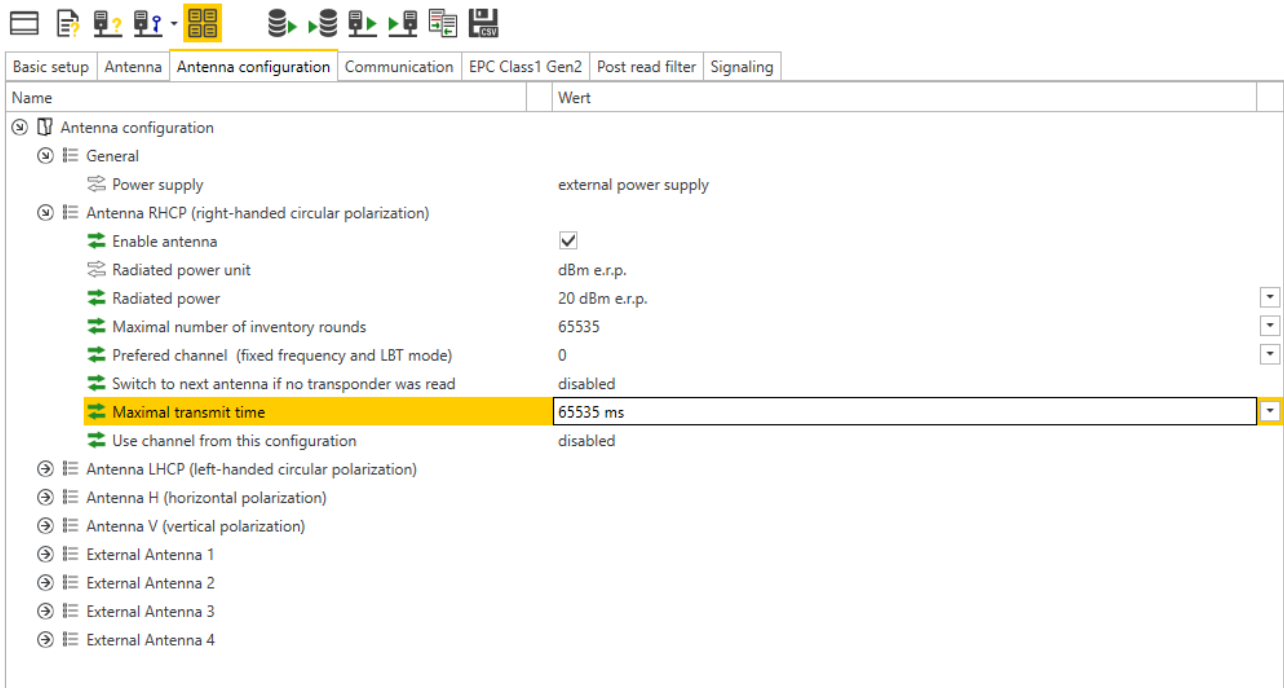 CSV
Basic setup Antenna Antenna configuration Communication EPC Class1 Gen2 Post read filter Signaling
Name Wert
Antenna configuration
General
Power supply external power supply
Antenna RHCP (right-handed circular polarization)
Enable antenna
Radiated power unit dBm e.r.p.
Radiated power 20 dBm e.r.p.
Maximal number of inventory rounds 65535
Prefered channel (fixed frequency and LBT mode) 0
Switch to next antenna if no transponder was read disabled
Maximal transmit time 65535 ms
Use channel from this configuration disabled
Antenna LHCP (left-handed circular polarization)
Antenna H (horizontal polarization)
Antenna V (vertical polarization)
External Antenna 1
External Antenna 2
External Antenna 3
External Antenna 4